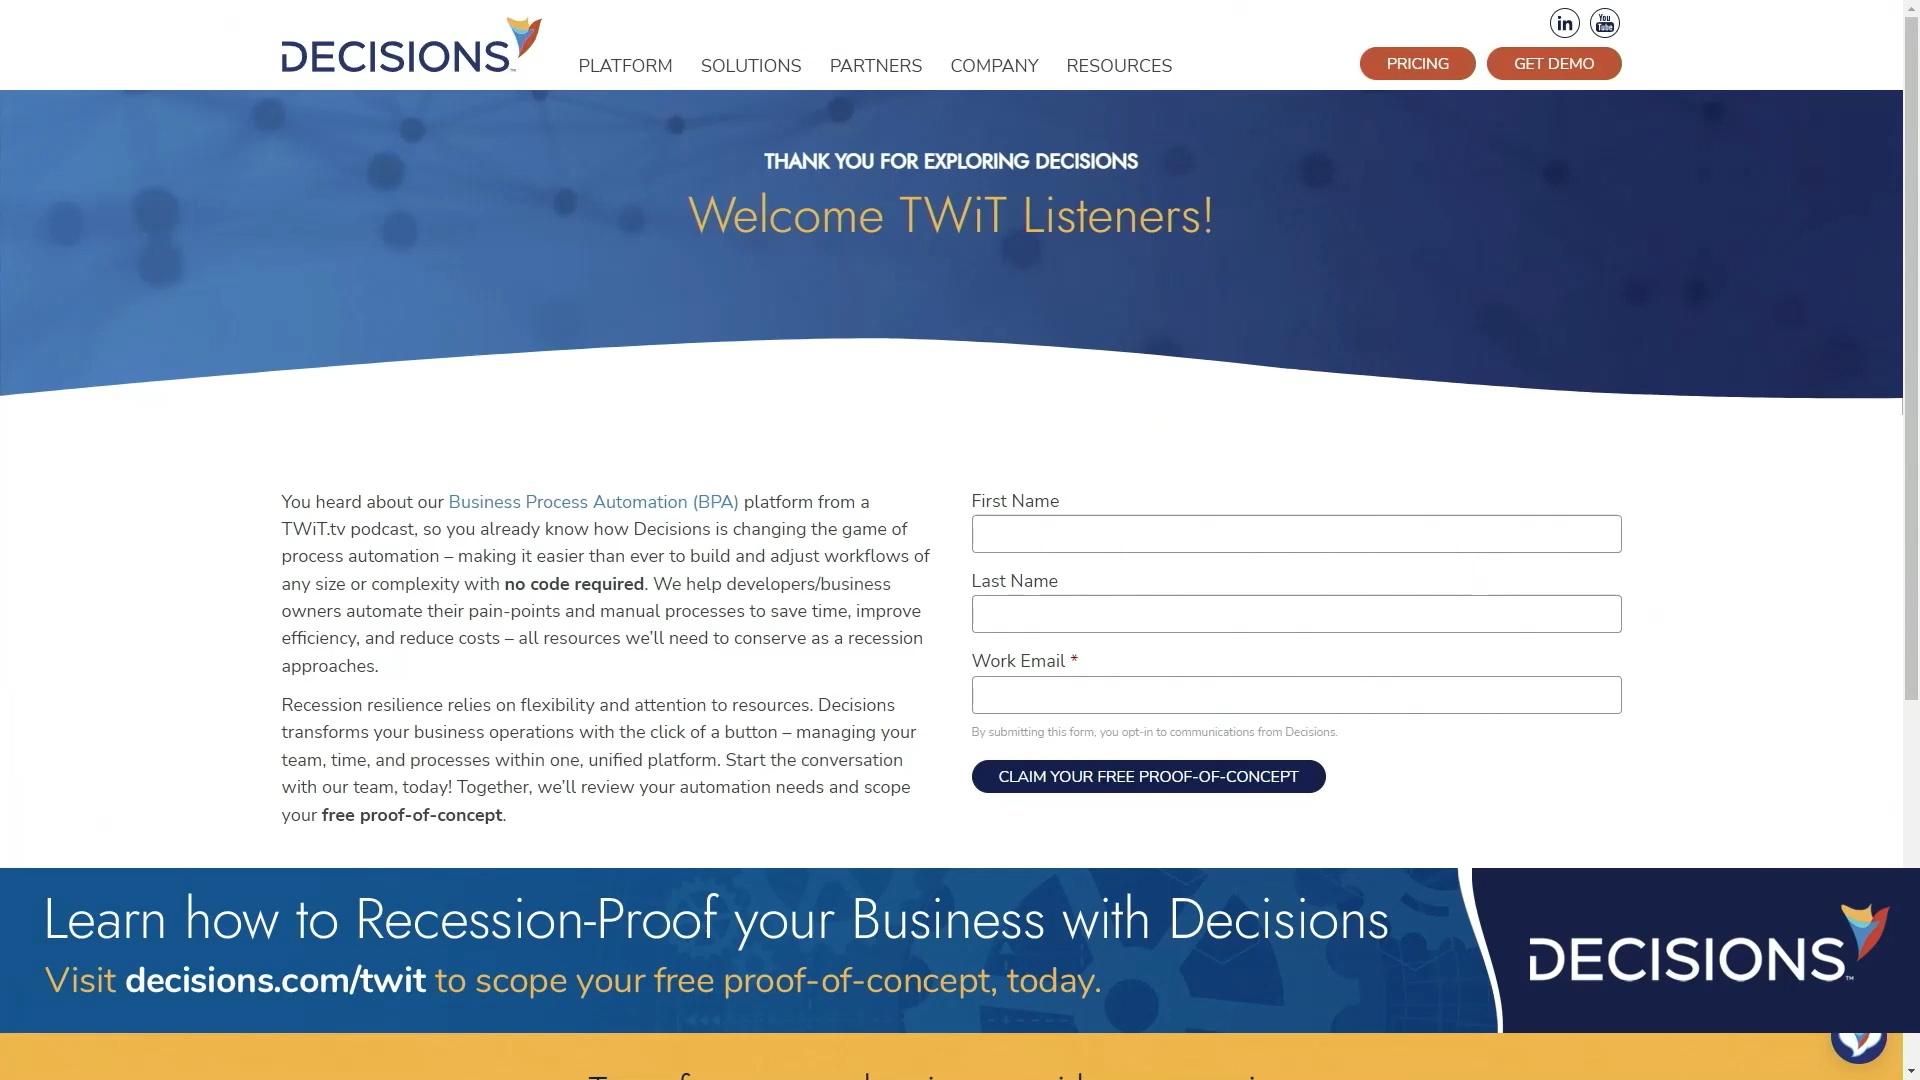 DECISIONS
PLATFORM
SOLUTIONS
PARTNERS
COMPANY
RESOURCES
in
You Tube
PRICING
GET DEMO
THANK YOU FOR EXPLORING DECISIONS
Welcome TWiT Listeners!
You heard about our Business Process Automation (BPA) platform from a
TWiT.tv podcast, so you already know how Decisions is changing the game of
process automation – making it easier than ever to build and adjust workflows of
any size or complexity with no code required. We help developers/business
owners automate their pain-points and manual processes to save time, improve
efficiency, and reduce costs – all resources we’ll need to conserve as a recession
approaches.
Recession resilience relies on flexibility and attention to resources. Decisions
transforms your business operations with the click of a button – managing your
team, time, and processes within one, unified platform. Start the conversation
with our team, today! Together, we’ll review your automation needs and scope
your free proof-of-concept.
First Name
Last Name
Work Email *
By submitting this form, you opt-in to communications from Decisions.
CLAIM YOUR FREE PROOF-OF-CONCEPT
Learn how to Recession-Proof your Business with Decisions
Visit decisions.com/twit to scope your free proof-of-concept, today.
DECISIONS™